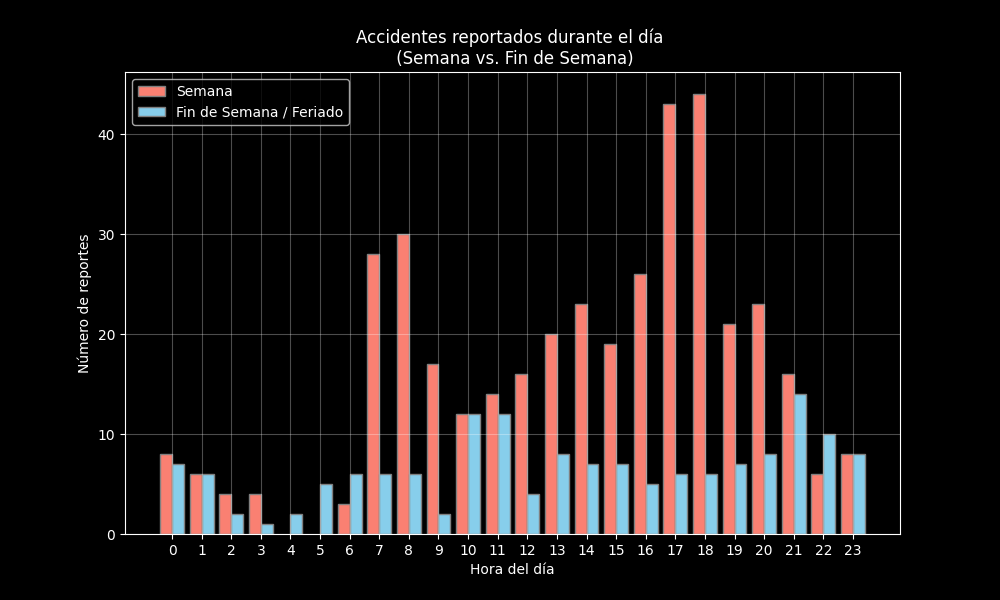 Accidentes reportados durante el día
(Semana vs. Fin de Semana)
Semana
Fin de Semana / Feriado
Número de reportes
40
30
20
10
0
0 1 2 3 4 5 6 7 8 9 10 11 12 13 14 15 16 17 18 19 20 21 22 23
Hora del día